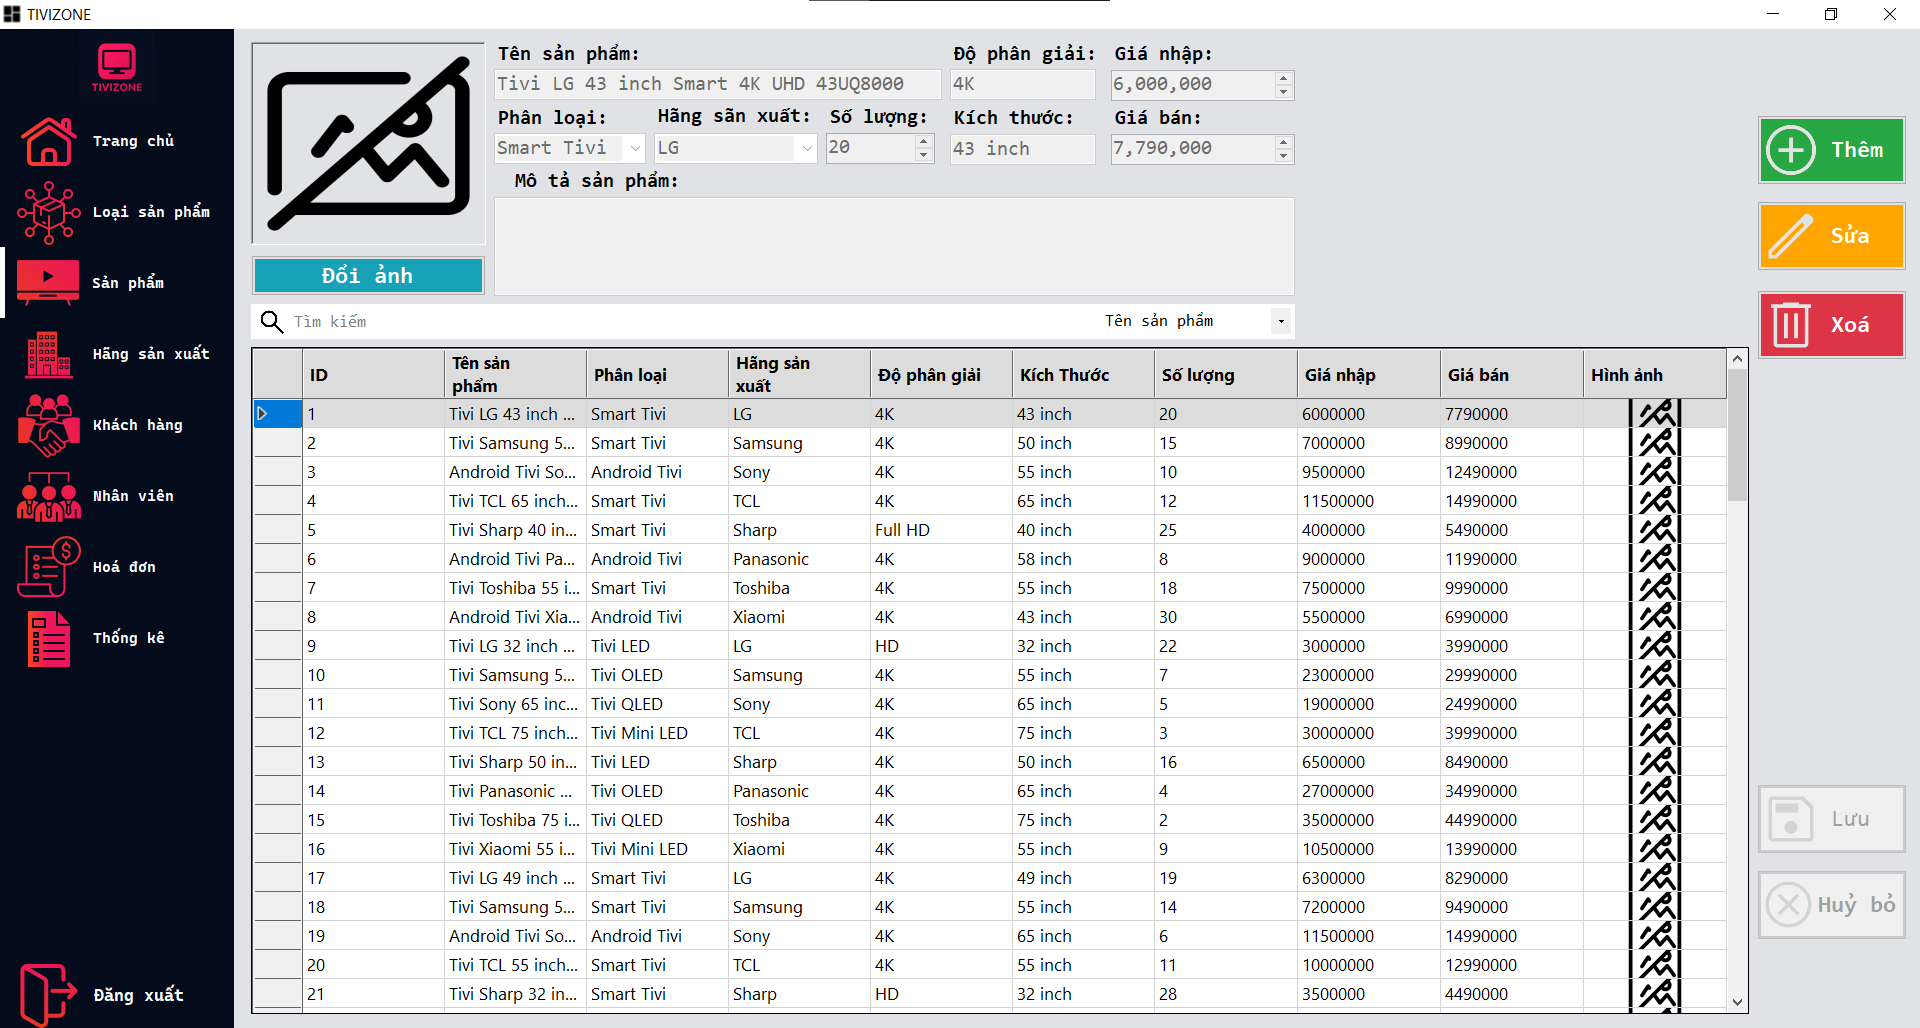 TIVIZONE
TIVIZONE
Trang chủ
Loại sản phẩm
Sản phẩm
Hãng sản xuất
Khách hàng
Nhân viên
Hoá đơn
Thống kê
Đăng xuất
Đổi ảnh
Tên sản phẩm: Độ phân giải: Giá nhập:
Tivi LG 43 inch Smart 4K UHD 43UQ8000 4K 6,000,000
Phân loại: Hãng sãn xuất: Số lượng: Kích thước: Giá bán:
Smart Tivi LG 20 43 inch 7,790,000
Mô tả sản phẩm:
Thêm
Sửa
Xoá
Lưu
Huỷ bỏ
Tìm kiếm Tên sản phẩm
ID Tên sản phẩm Phân loại Hãng sản xuất Độ phân giải Kích Thước Số lượng Giá nhập Giá bán Hình ảnh
1 Tivi LG 43 inch ... Smart Tivi LG 4K 43 inch 20 6000000 7790000
2 Tivi Samsung 5... Smart Tivi Samsung 4K 50 inch 15 7000000 8990000
3 Android Tivi So... Android Tivi Sony 4K 55 inch 10 9500000 12490000
4 Tivi TCL 65 inch... Smart Tivi TCL 4K 65 inch 12 11500000 14990000
5 Tivi Sharp 40 in... Smart Tivi Sharp Full HD 40 inch 25 4000000 5490000
6 Android Tivi Pa... Android Tivi Panasonic 4K 58 inch 8 9000000 11990000
7 Tivi Toshiba 55 i... Smart Tivi Toshiba 4K 55 inch 18 7500000 9990000
8 Android Tivi Xia... Android Tivi Xiaomi 4K 43 inch 30 5500000 6990000
9 Tivi LG 32 inch ... Tivi LED LG HD 32 inch 22 3000000 3990000
10 Tivi Samsung 5... Tivi OLED Samsung 4K 55 inch 7 23000000 29990000
11 Tivi Sony 65 inc... Tivi QLED Sony 4K 65 inch 5 19000000 24990000
12 Tivi TCL 75 inch... Tivi Mini LED TCL 4K 75 inch 3 30000000 39990000
13 Tivi Sharp 50 in... Tivi LED Sharp 4K 50 inch 16 6500000 8490000
14 Tivi Panasonic ... Tivi OLED Panasonic 4K 65 inch 4 27000000 34990000
15 Tivi Toshiba 75 i... Tivi QLED Toshiba 4K 75 inch 2 35000000 44990000
16 Tivi Xiaomi 55 i... Tivi Mini LED Xiaomi 4K 55 inch 9 10500000 13990000
17 Tivi LG 49 inch ... Smart Tivi LG 4K 49 inch 19 6300000 8290000
18 Tivi Samsung 5... Smart Tivi Samsung 4K 55 inch 14 7200000 9490000
19 Android Tivi So... Android Tivi Sony 4K 65 inch 6 11500000 14990000
20 Tivi TCL 55 inch... Smart Tivi TCL 4K 55 inch 11 10000000 12990000
21 Tivi Sharp 32 in... Smart Tivi Sharp HD 32 inch 28 3500000 4490000